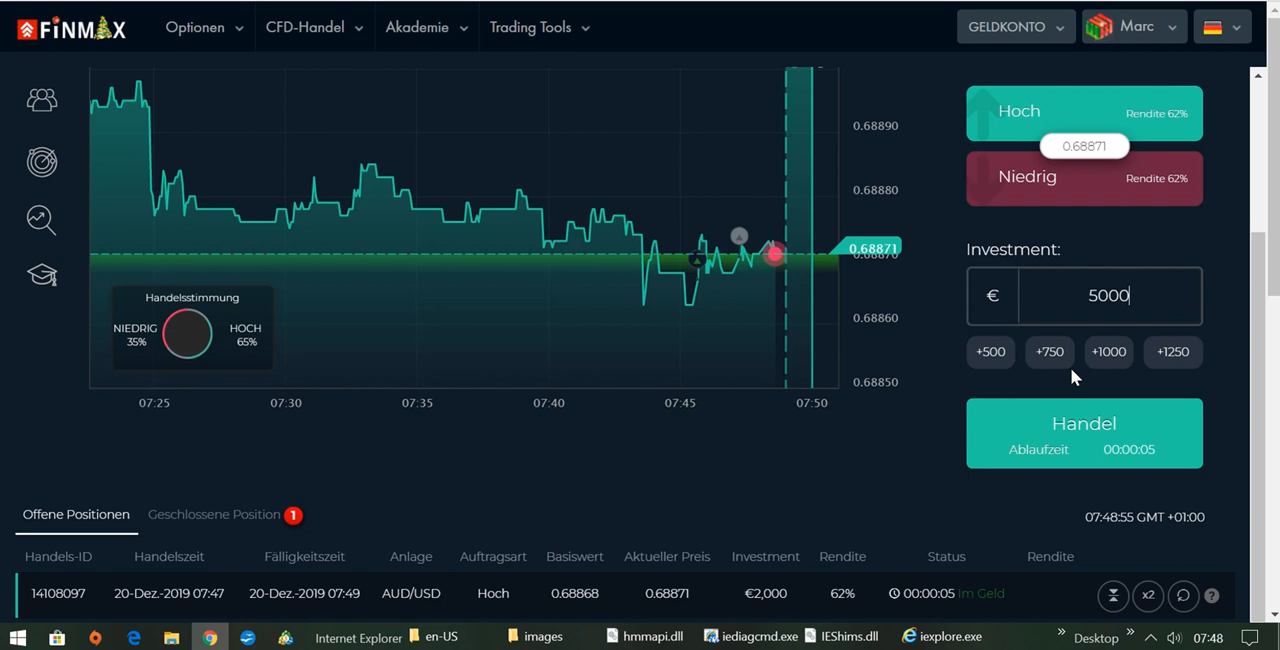 FiNMAX Optionen CFD-Handel Akademie Trading Tools GELDKONTO Marc
0.68890
0.68880
0.68871
0.68870
0.68860
0.68850
Handelsstimmung
NIEDRIG HOCH
35% 65%
07:25 07:30 07:35 07:40 07:45 07:50
Hoch Rendite 62%
0.68871
Niedrig Rendite 62%
Investment:
€ 5000
+500 +750 +1000 +1250
Handel
Ablaufzeit 00:00:05
Offene Positionen Geschlossene Position 1 07:48:55 GMT +01:00
Handels-ID Handelszeit Fälligkeitszeit Anlage Auftragsart Basiswert Aktueller Preis Investment Rendite Status Rendite
14108097 20-Dez.-2019 07:47 20-Dez.-2019 07:49 AUD/USD Hoch 0.68868 0.68871 €2,000 62% 00:00:05 Im Geld x2 ?
Internet Explorer en-US images hmmapi.dll iediagcmd.exe IEShims.dll iexplore.exe » Desktop » 07:48